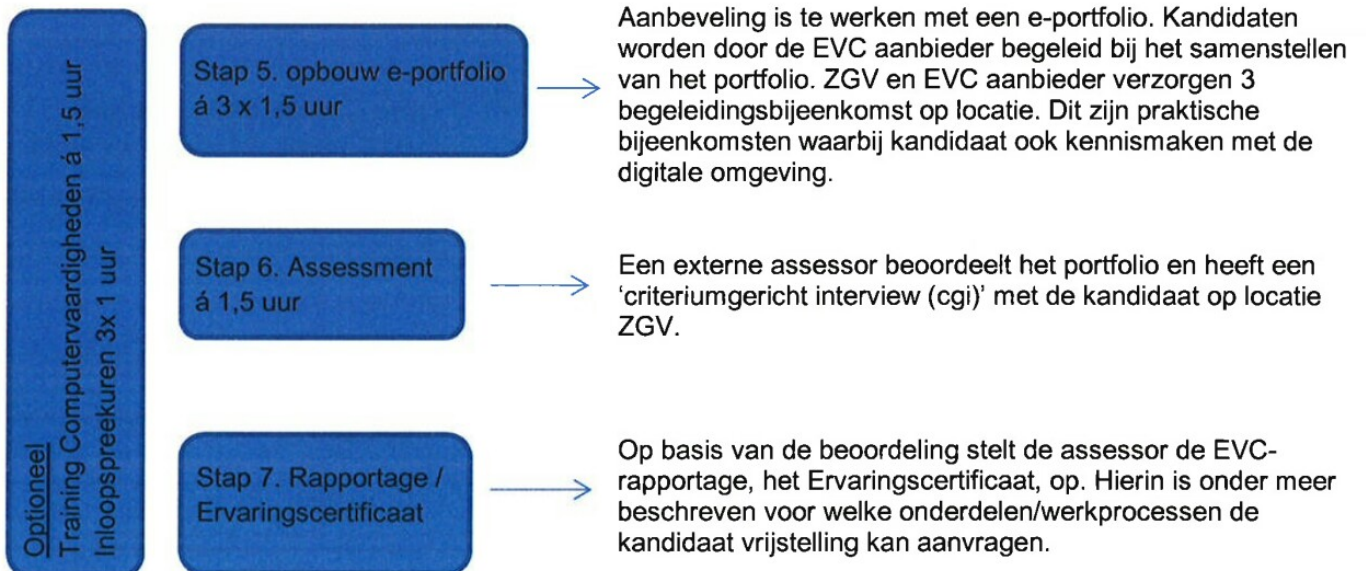 Optioneel
Training Computervaardigheden á 1,5 uur
Inloopspreekuren 3x 1 uur
Stap 5. opbouw e-portfolio
á 3 x 1,5 uur
Aanbeveling is te werken met een e-portfolio. Kandidaten
worden door de EVC aanbieder begeleid bij het samenstellen
van het portfolio. ZGV en EVC aanbieder verzorgen 3
begeleidingsbijeenkomst op locatie. Dit zijn praktische
bijeenkomsten waarbij kandidaat ook kennismaken met de
digitale omgeving.
Stap 6. Assessment
á 1,5 uur
Een externe assessor beoordeelt het portfolio en heeft een
‘criteriumgericht interview (cgi)’ met de kandidaat op locatie
ZGV.
Stap 7. Rapportage /
Ervaringscertificaat
Op basis van de beoordeling stelt de assessor de EVC-
rapportage, het Ervaringscertificaat, op. Hierin is onder meer
beschreven voor welke onderdelen/werkprocessen de
kandidaat vrijstelling kan aanvragen.